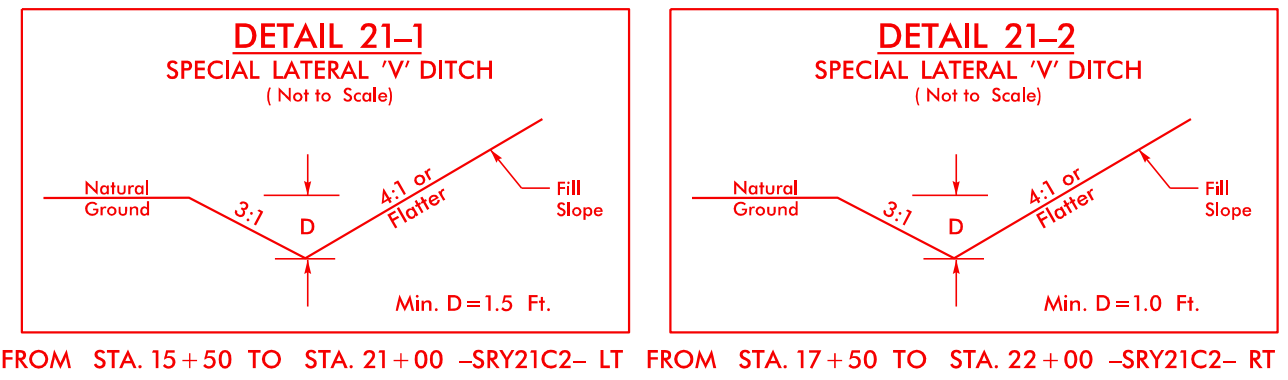 DETAIL 21–1
SPECIAL LATERAL 'V' DITCH
( Not to Scale)
Natural
Ground
3:1
D
4:1 or
Flatter
Fill
Slope
Min. D=1.5 Ft.
FROM STA. 15+50 TO STA. 21+00 –SRY21C2– LT
DETAIL 21–2
SPECIAL LATERAL 'V' DITCH
( Not to Scale)
Natural
Ground
3:1
D
4:1 or
Flatter
Fill
Slope
Min. D=1.0 Ft.
FROM STA. 17+50 TO STA. 22+00 –SRY21C2– RT